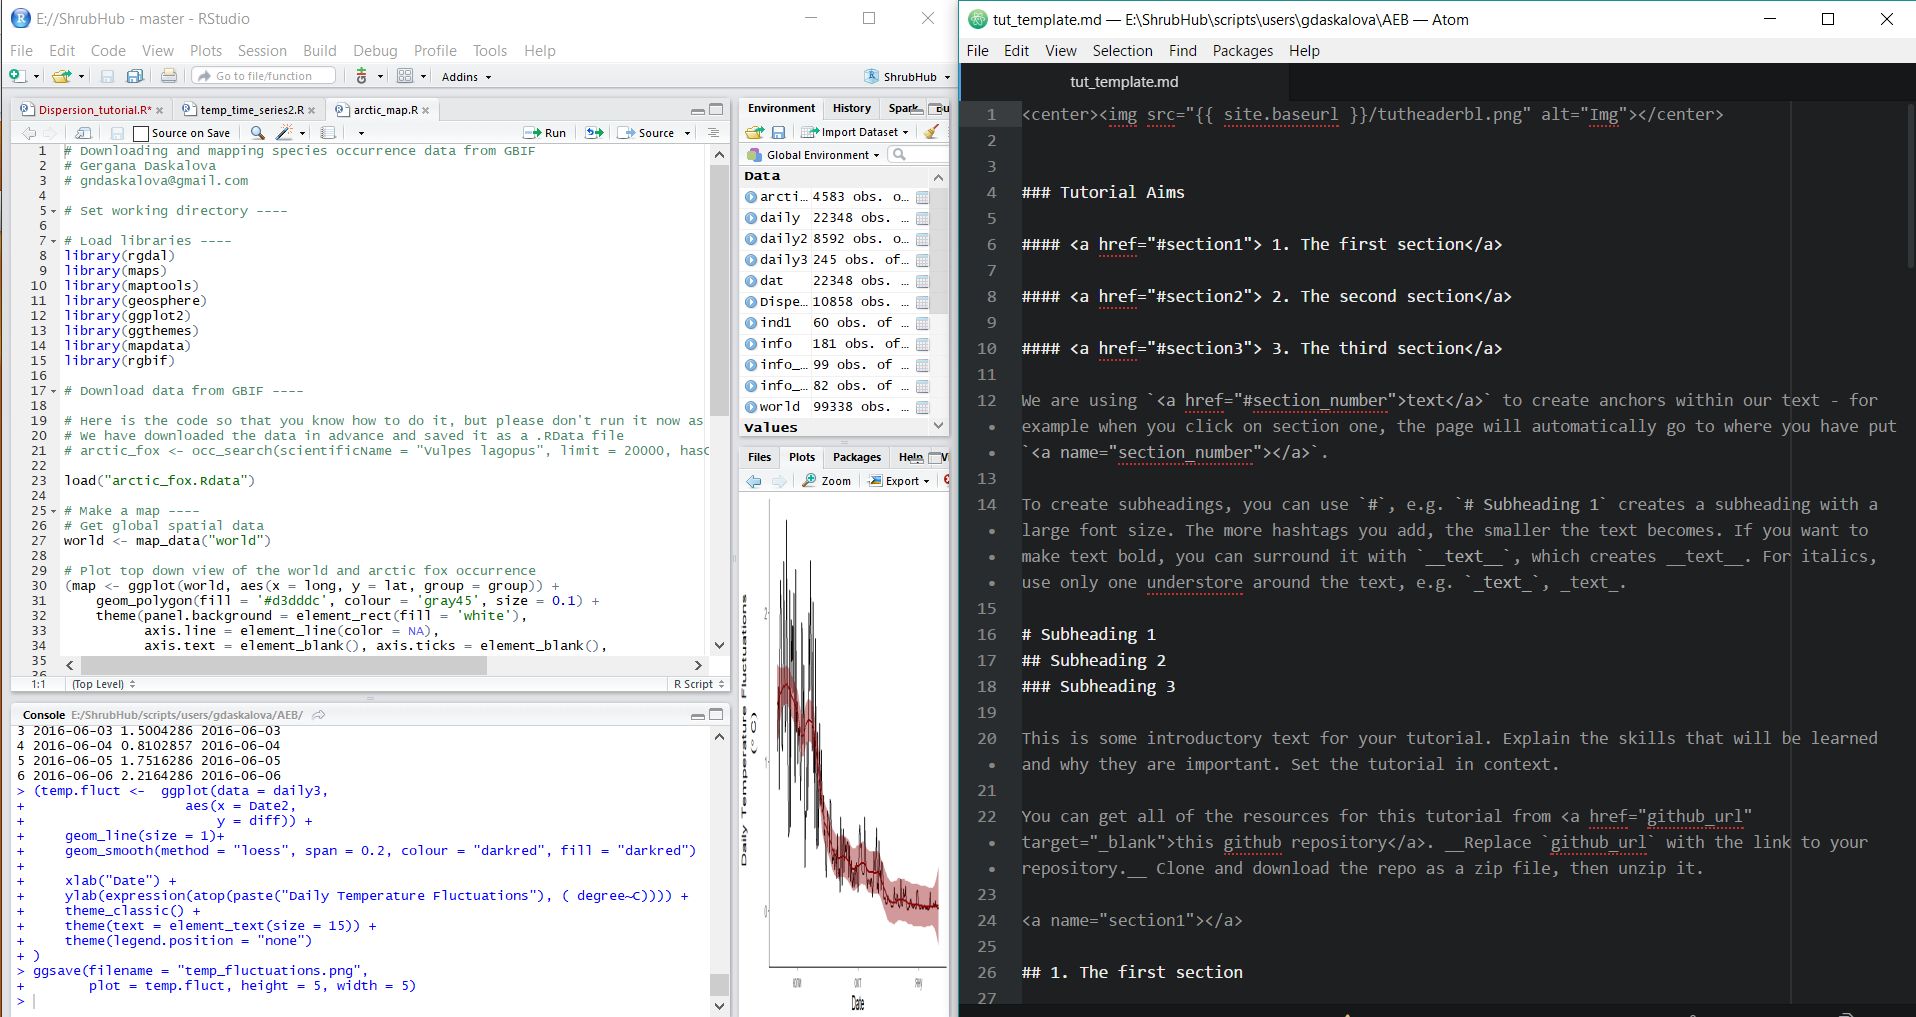 E://ShrubHub - master - RStudio
File Edit Code View Plots Session Build Debug Profile Tools Help
Go to file/function Addins ShrubHub
Dispersion_tutorial.R* temp_time_series2.R arctic_map.R
Source on Save Run Source
1 # Downloading and mapping species occurrence data from GBIF
2 # Gergana Daskalova
3 # gndaskalova@gmail.com
4
5 # Set working directory ----
6
7 # Load libraries ----
8 library(rgdal)
9 library(maps)
10 library(maptools)
11 library(geosphere)
12 library(ggplot2)
13 library(ggthemes)
14 library(mapdata)
15 library(rgbif)
16
17 # Download data from GBIF ----
18
19 # Here is the code so that you know how to do it, but please don't run it now as
20 # We have downloaded the data in advance and saved it as a .RData file
21 # arctic_fox <- occ_search(scientificName = "Vulpes lagopus", limit = 20000, hasC
22
23 load("arctic_fox.Rdata")
24
25 # Make a map ----
26 # Get global spatial data
27 world <- map_data("world")
28
29 # Plot top down view of the world and arctic fox occurrence
30 (map <- ggplot(world, aes(x = long, y = lat, group = group)) +
31 geom_polygon(fill = '#d3dddc', colour = 'gray45', size = 0.1) +
32 theme(panel.background = element_rect(fill = 'white'),
33 axis.line = element_line(color = NA),
34 axis.text = element_blank(), axis.ticks = element_blank(),
35
36
1:1 (Top Level) R Script
Console E:/ShrubHub/scripts/users/gdaskalova/AEB/
3 2016-06-03 1.5004286 2016-06-03
4 2016-06-04 0.8102857 2016-06-04
5 2016-06-05 1.7516286 2016-06-05
6 2016-06-06 2.2164286 2016-06-06
> (temp.fluct <- ggplot(data = daily3,
+ aes(x = Date2,
+ y = diff)) +
+ geom_line(size = 1)+
+ geom_smooth(method = "loess", span = 0.2, colour = "darkred", fill = "darkred")
+
+ xlab("Date") +
+ ylab(expression(atop(paste("Daily Temperature Fluctuations"), ( degree~C)))) +
+ theme_classic() +
+ theme(text = element_text(size = 15)) +
+ theme(legend.position = "none")
+ )
> ggsave(filename = "temp_fluctuations.png",
+ plot = temp.fluct, height = 5, width = 5)
>
Environment History Spark Bu
Import Dataset
Global Environment
Data
arcti... 4583 obs. o...
daily 22348 obs. ...
daily2 8592 obs. o...
daily3 245 obs. of...
dat 22348 obs. ...
Dispe... 10858 obs. ...
ind1 60 obs. of ...
info 181 obs. of...
info_... 99 obs. of ...
info_... 82 obs. of ...
world 99338 obs. ...
Values
Files Plots Packages Help Vi
Zoom Export
Daily Temperature Fluctuations
(° C)
2
1
0
Date
tut_template.md — E:\ShrubHub\scripts\users\gdaskalova\AEB — Atom
File Edit View Selection Find Packages Help
tut_template.md
1 <center><img src="{{ site.baseurl }}/tutheaderbl.png" alt="Img"></center>
2
3
4 ### Tutorial Aims
5
6 #### <a href="#section1"> 1. The first section</a>
7
8 #### <a href="#section2"> 2. The second section</a>
9
10 #### <a href="#section3"> 3. The third section</a>
11
12 We are using `<a href="#section_number">text</a>` to create anchors within our text - for
• example when you click on section one, the page will automatically go to where you have put
• `<a name="section_number"></a>`.
13
14 To create subheadings, you can use `#`, e.g. `# Subheading 1` creates a subheading with a
• large font size. The more hashtags you add, the smaller the text becomes. If you want to
• make text bold, you can surround it with `__text__`, which creates __text__. For italics,
• use only one understore around the text, e.g. `_text_`, _text_.
15
16 # Subheading 1
17 ## Subheading 2
18 ### Subheading 3
19
20 This is some introductory text for your tutorial. Explain the skills that will be learned
• and why they are important. Set the tutorial in context.
21
22 You can get all of the resources for this tutorial from <a href="github_url"
• target="_blank">this github repository</a>. __Replace `github_url` with the link to your
• repository.__ Clone and download the repo as a zip file, then unzip it.
23
24 <a name="section1"></a>
25
26 ## 1. The first section
27